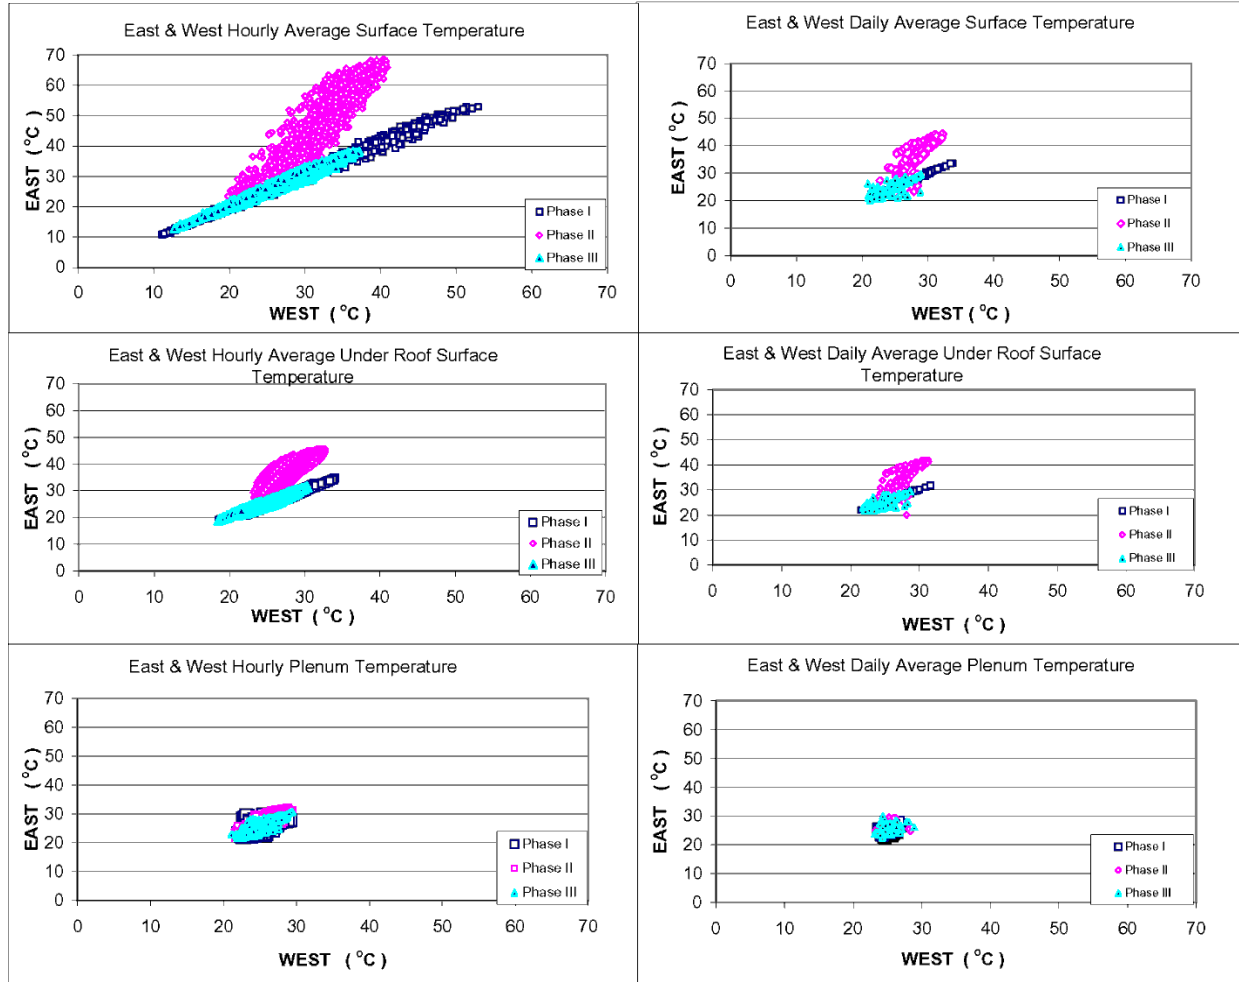 East & West Hourly Average Surface Temperature
70
60
50
40
30
20
10
0
EAST (°C)
10
20
30
40
50
60
70
WEST (°C)
Phase I
Phase II
Phase III
East & West Daily Average Surface Temperature
70
60
50
40
30
20
10
0
EAST (°C)
0
10
20
30
40
50
60
70
WEST (°C)
Phase I
Phase II
Phase III
East & West Hourly Average Under Roof Surface
Temperature
70
60
50
40
30
20
10
0
EAST (°C)
0
10
20
30
40
50
60
70
WEST (°C)
Phase I
Phase II
Phase III
East & West Daily Average Under Roof Surface
Temperature
70
60
50
40
30
20
10
0
EAST (°C)
0
10
20
30
40
50
60
70
WEST (°C)
Phase I
Phase II
Phase III
East & West Hourly Plenum Temperature
70
60
50
40
30
20
10
0
EAST (°C)
0
10
20
30
40
50
60
70
WEST (°C)
Phase I
Phase II
Phase III
East & West Daily Average Plenum Temperature
70
60
50
40
30
20
10
0
EAST (°C)
0
10
20
30
40
50
60
70
WEST (°C)
Phase I
Phase II
Phase III